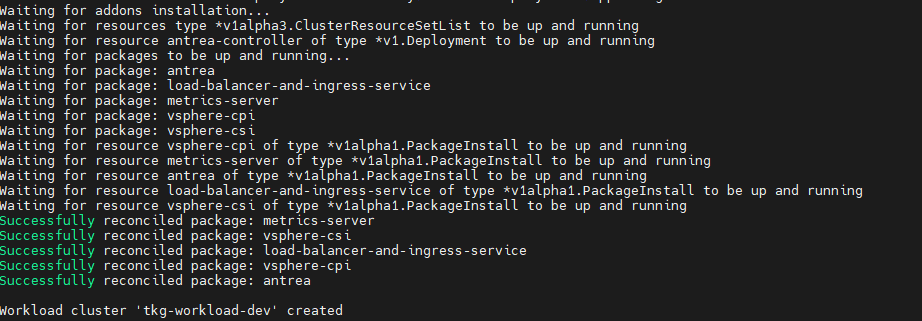 Waiting for addons installation...
Waiting for resources type *v1alpha3.ClusterResourceSetList to be up and running
Waiting for resource antrea-controller of type *v1.Deployment to be up and running
Waiting for packages to be up and running...
Waiting for package: antrea
Waiting for package: load-balancer-and-ingress-service
Waiting for package: metrics-server
Waiting for package: vsphere-cpi
Waiting for package: vsphere-csi
Waiting for resource vsphere-cpi of type *v1alpha1.PackageInstall to be up and running
Waiting for resource metrics-server of type *v1alpha1.PackageInstall to be up and running
Waiting for resource antrea of type *v1alpha1.PackageInstall to be up and running
Waiting for resource load-balancer-and-ingress-service of type *v1alpha1.PackageInstall to be up and running
Waiting for resource vsphere-csi of type *v1alpha1.PackageInstall to be up and running
Successfully reconciled package: metrics-server
Successfully reconciled package: vsphere-csi
Successfully reconciled package: load-balancer-and-ingress-service
Successfully reconciled package: vsphere-cpi
Successfully reconciled package: antrea
Workload cluster 'tkg-workload-dev' created